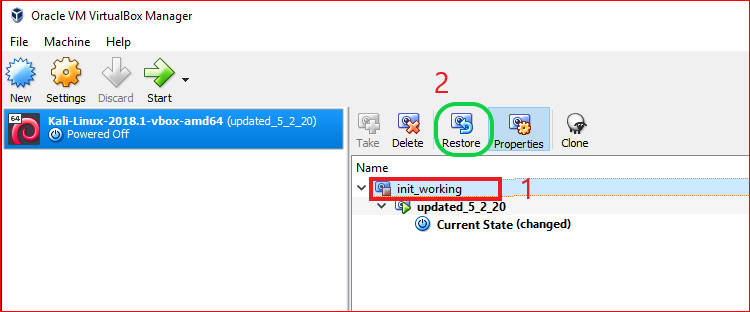 Oracle VM VirtualBox Manager
File Machine Help
2
New Settings Discard Start
64
Kali-Linux-2018.1-vbox-amd64 (updated_5_2_20)
Powered Off
Take Delete Restore Properties Clone
Name
init_working 1
updated_5_2_20
Current State (changed)